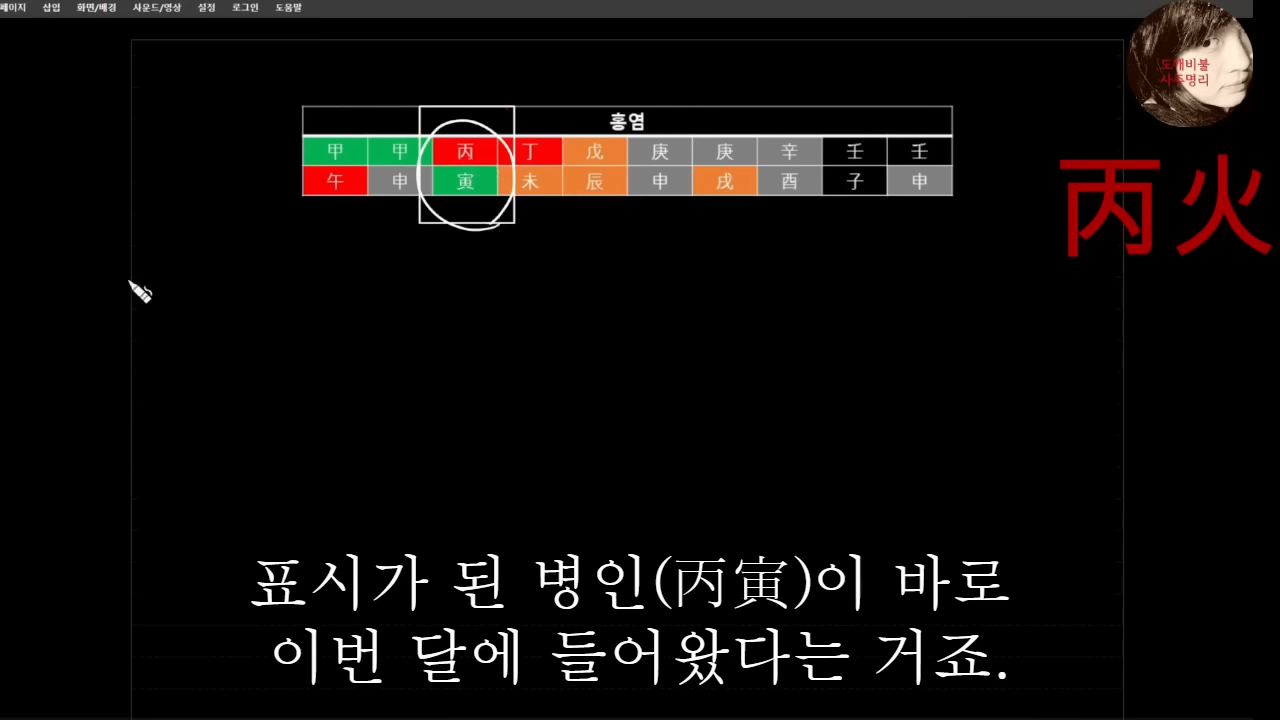 페이지 삽입 화면/배경 사운드/영상 설정 로그인 도움말
도깨비불
사주명리
홍염
甲 甲 丙 丁 戊 庚 庚 辛 壬 壬
午 申 寅 未 辰 申 戌 酉 子 申
丙火
표시가 된 병인(丙寅)이 바로
이번 달에 들어왔다는 거죠.